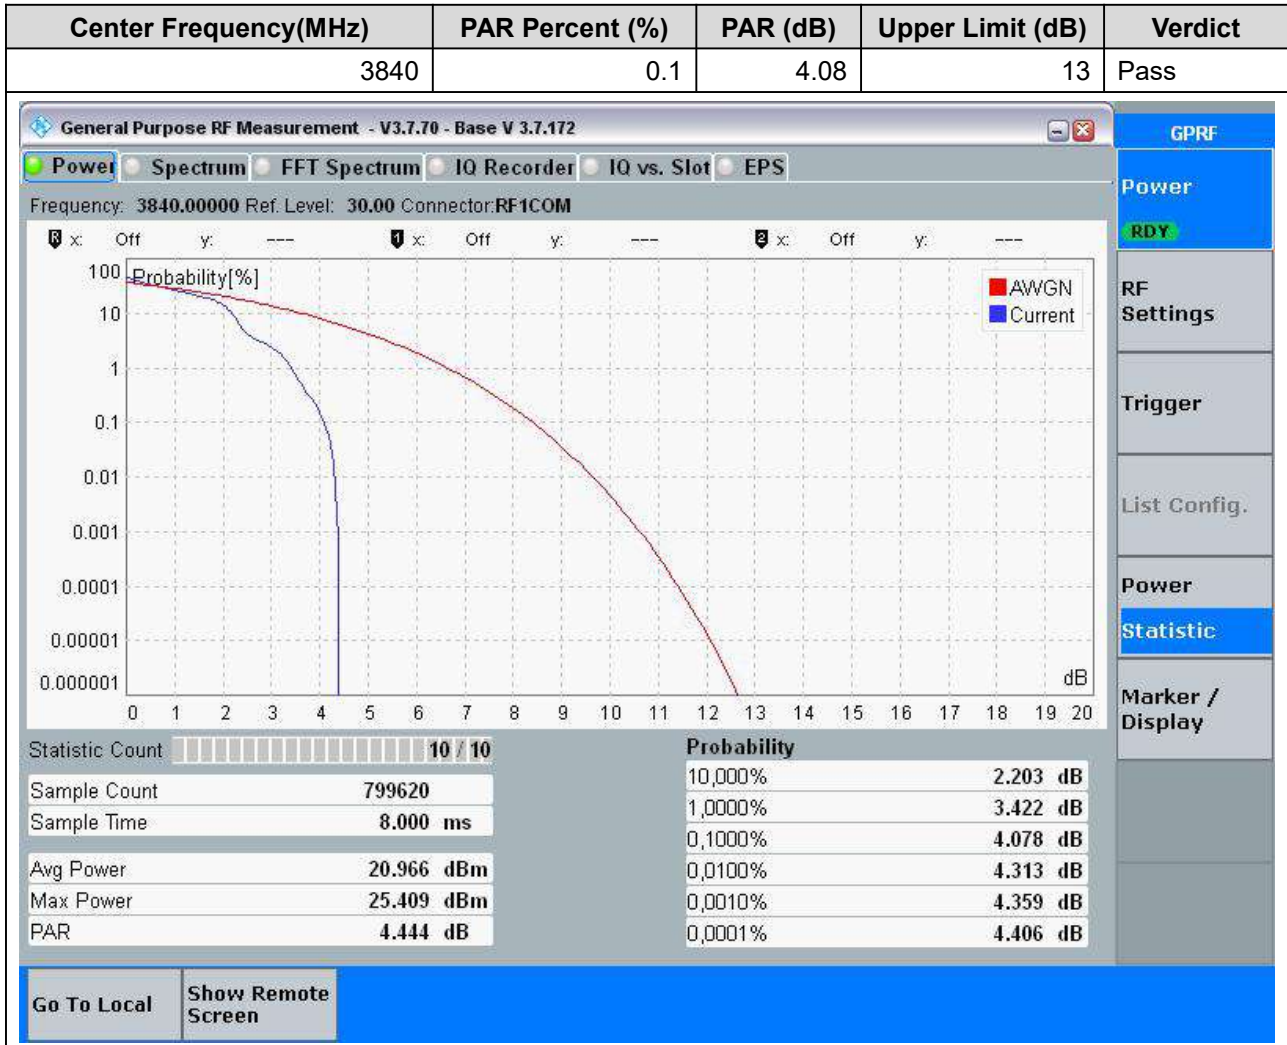 Center Frequency(MHz) PAR Percent (%) PAR (dB) Upper Limit (dB) Verdict
3840 0.1 4.08 13 Pass
General Purpose RF Measurement - V3.7.70 - Base V 3.7.172
GPRF
Power Spectrum FFT Spectrum IQ Recorder IQ vs. Slot EPS
Frequency: 3840.00000 Ref. Level: 30.00 Connector:RF1COM
R x: Off y: --- 1 x: Off y: --- 2 x: Off y: ---
Probability[%]
AWGN
Current
100
10
1
0.1
0.01
0.001
0.0001
0.00001
0.000001
dB
0 1 2 3 4 5 6 7 8 9 10 11 12 13 14 15 16 17 18 19 20
Statistic Count 10 / 10
Sample Count 799620
Sample Time 8.000 ms
Avg Power 20.966 dBm
Max Power 25.409 dBm
PAR 4.444 dB
Probability
10,000% 2.203 dB
1,0000% 3.422 dB
0,1000% 4.078 dB
0,0100% 4.313 dB
0,0010% 4.359 dB
0,0001% 4.406 dB
Power
RDY
RF
Settings
Trigger
List Config.
Power
Statistic
Marker /
Display
Go To Local
Show Remote
Screen